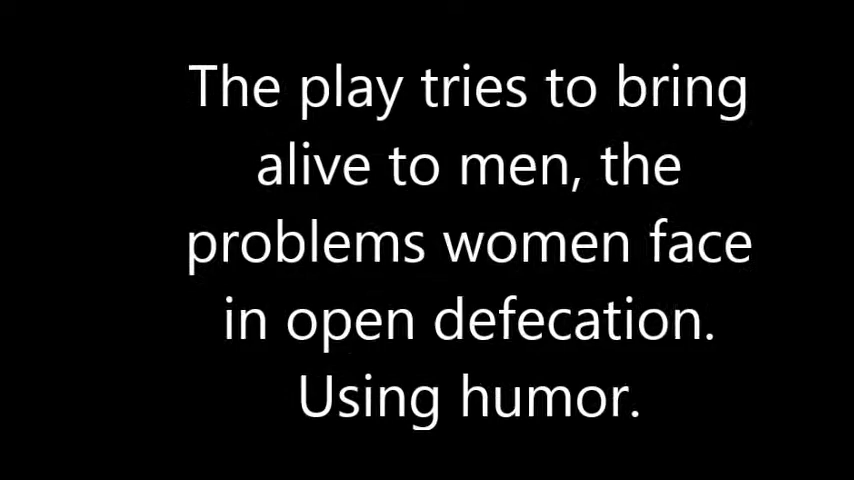 The play tries to bring
alive to men, the
problems women face
in open defecation.
Using humor.